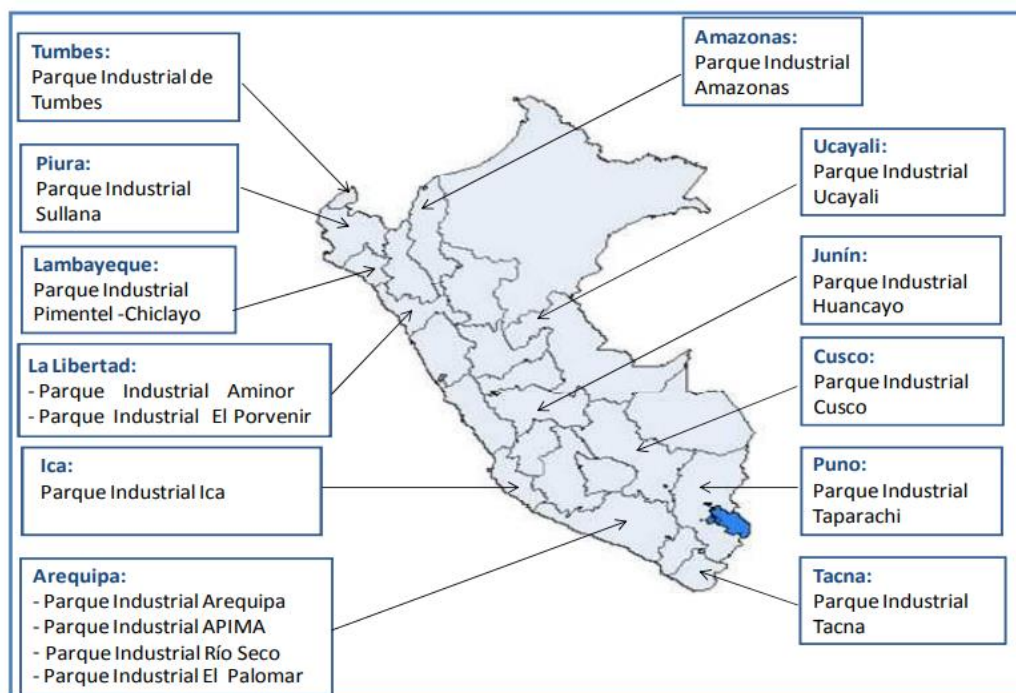 Tumbes:
Parque Industrial de
Tumbes
Piura:
Parque Industrial
Sullana
Lambayeque:
Parque Industrial
Pimentel -Chiclayo
La Libertad:
- Parque Industrial Aminor
- Parque Industrial El Porvenir
Ica:
Parque Industrial Ica
Arequipa:
- Parque Industrial Arequipa
- Parque Industrial APIMA
- Parque Industrial Río Seco
- Parque Industrial El Palomar
Amazonas:
Parque Industrial
Amazonas
Ucayali:
Parque Industrial
Ucayali
Junín:
Parque Industrial
Huancayo
Cusco:
Parque Industrial
Cusco
Puno:
Parque Industrial
Taparachi
Tacna:
Parque Industrial
Tacna